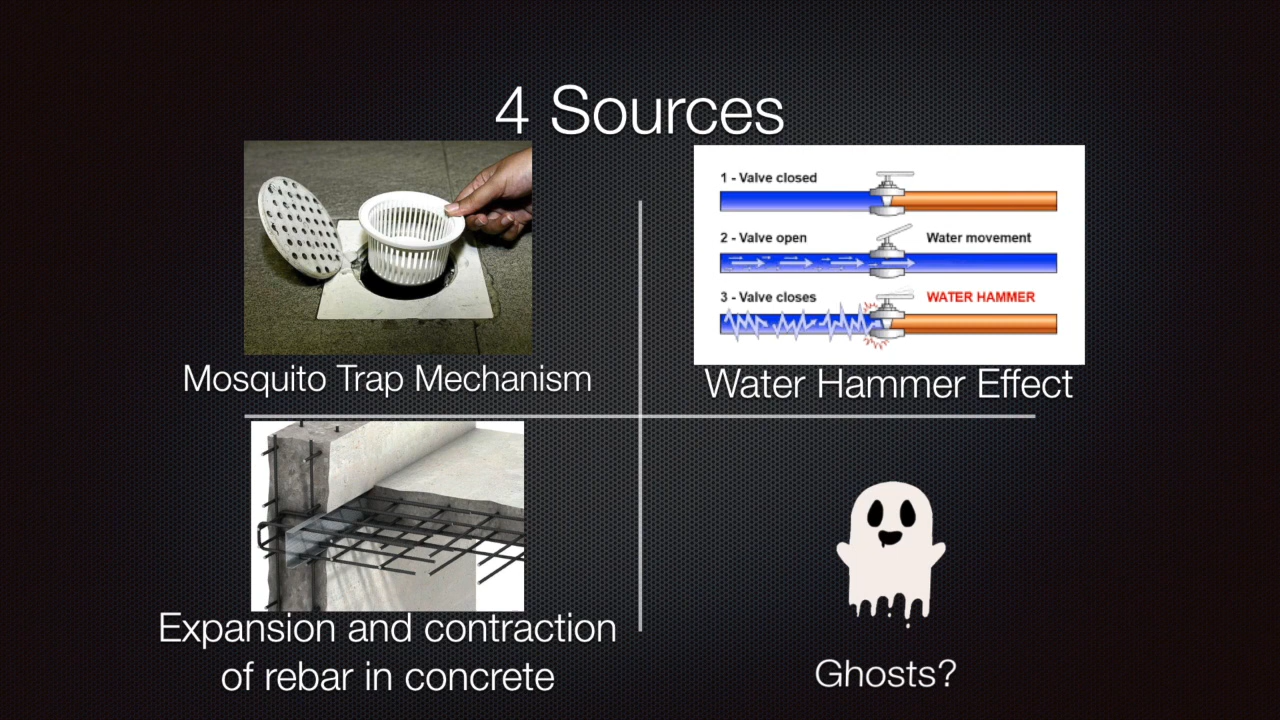 4 Sources
1 - Valve closed
2 - Valve open
Water movement
3 - Valve closes
WATER HAMMER
Mosquito Trap Mechanism
Water Hammer Effect
Expansion and contraction
of rebar in concrete
Ghosts?